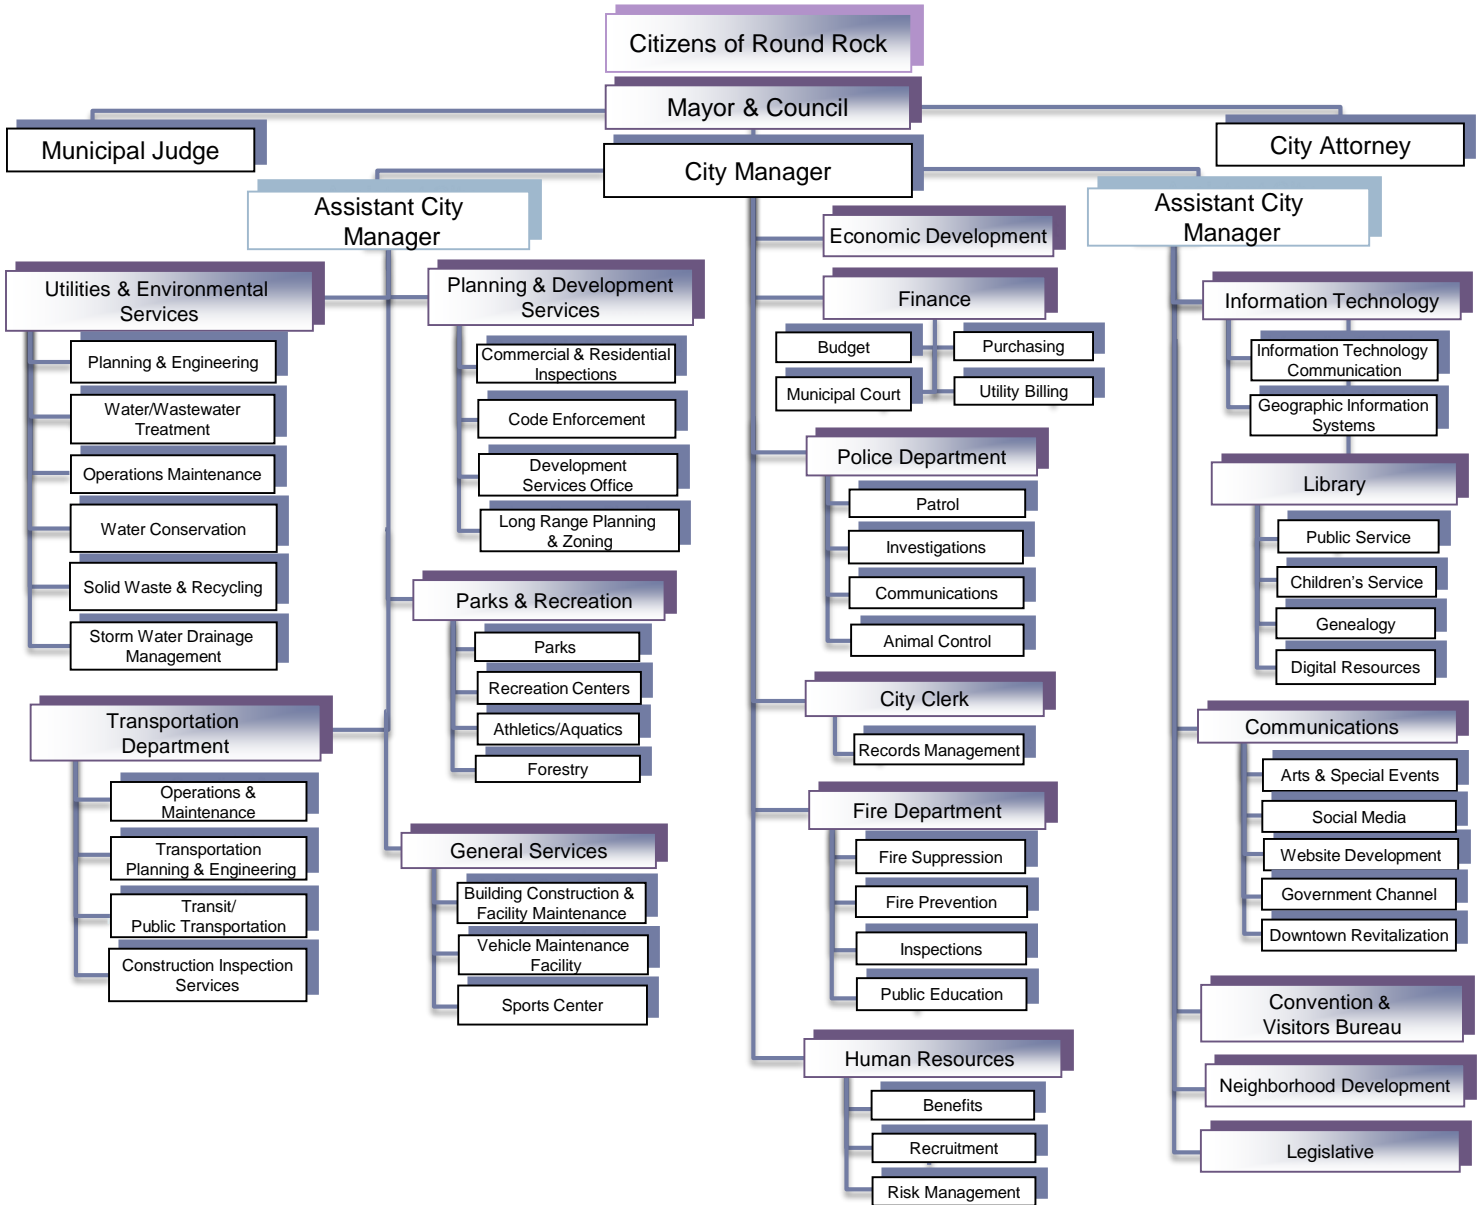 Citizens of Round Rock
Mayor & Council
Municipal Judge
City Attorney
City Manager
Assistant City
Manager
Utilities & Environmental
Services
Planning & Engineering
Water/Wastewater
Treatment
Operations Maintenance
Water Conservation
Solid Waste & Recycling
Storm Water Drainage
Management
Transportation
Department
Operations &
Maintenance
Transportation
Planning & Engineering
Transit/
Public Transportation
Construction Inspection
Services
Planning & Development
Services
Commercial & Residential
Inspections
Code Enforcement
Development
Services Office
Long Range Planning
& Zoning
Parks & Recreation
Parks
Recreation Centers
Athletics/Aquatics
Forestry
General Services
Building Construction &
Facility Maintenance
Vehicle Maintenance
Facility
Sports Center
Economic Development
Finance
Budget
Purchasing
Municipal Court
Utility Billing
Police Department
Patrol
Investigations
Communications
Animal Control
City Clerk
Records Management
Fire Department
Fire Suppression
Fire Prevention
Inspections
Public Education
Human Resources
Benefits
Recruitment
Risk Management
Assistant City
Manager
Information Technology
Information Technology
Communication
Geographic Information
Systems
Library
Public Service
Children's Service
Genealogy
Digital Resources
Communications
Arts & Special Events
Social Media
Website Development
Government Channel
Downtown Revitalization
Convention &
Visitors Bureau
Neighborhood Development
Legislative